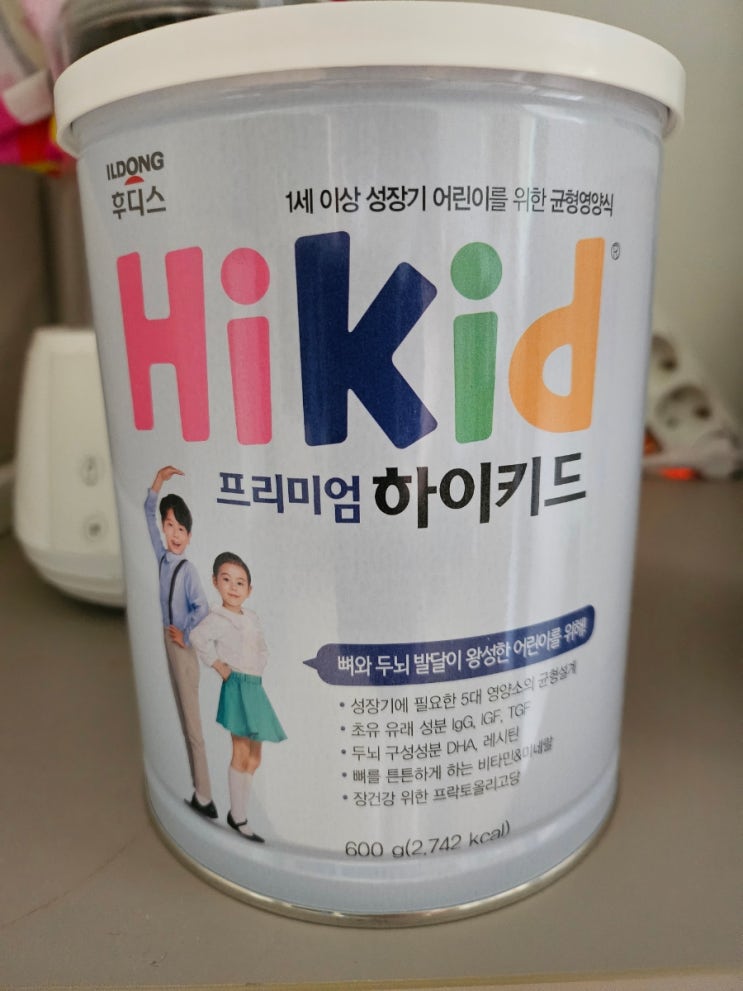 ILDONG
후디스
1세 이상 성장기 어린이를 위한 균형영양식
Hikid
프리미엄 하이키드
뼈와 두뇌 발달이 왕성한 어린이를 위해!
• 성장기에 필요한 5대 영양소의 균형설계
• 초유 유래 성분 IgG, IGF, TGF
• 두뇌 구성성분 DHA, 레시틴
• 뼈를 튼튼하게 하는 비타민&미네랄
• 장건강 위한 프락토올리고당
600 g(2,742 kcal)